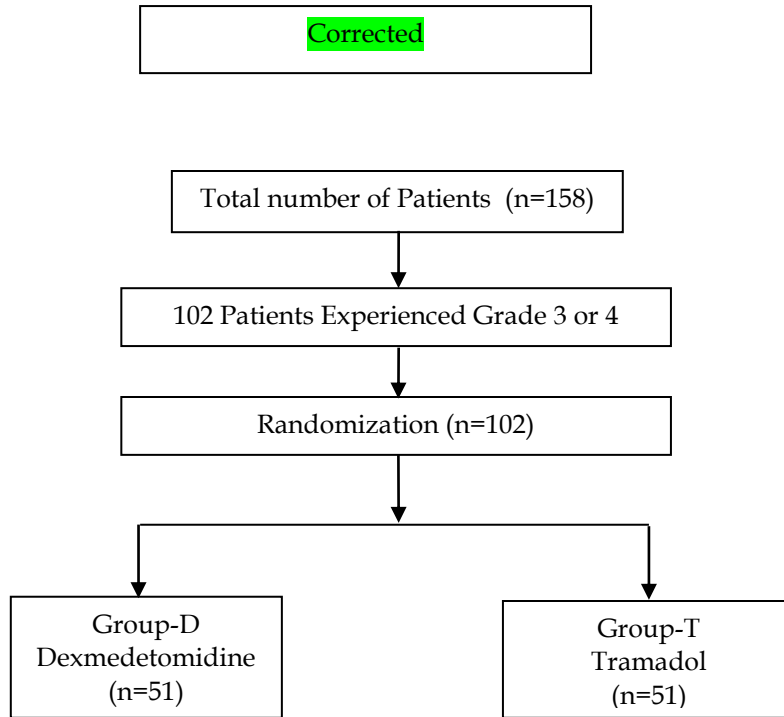 Corrected
Total number of Patients (n=158)
102 Patients Experienced Grade 3 or 4
Randomization (n=102)
Group-D
Dexmedetomidine
(n=51)
Group-T
Tramadol
(n=51)